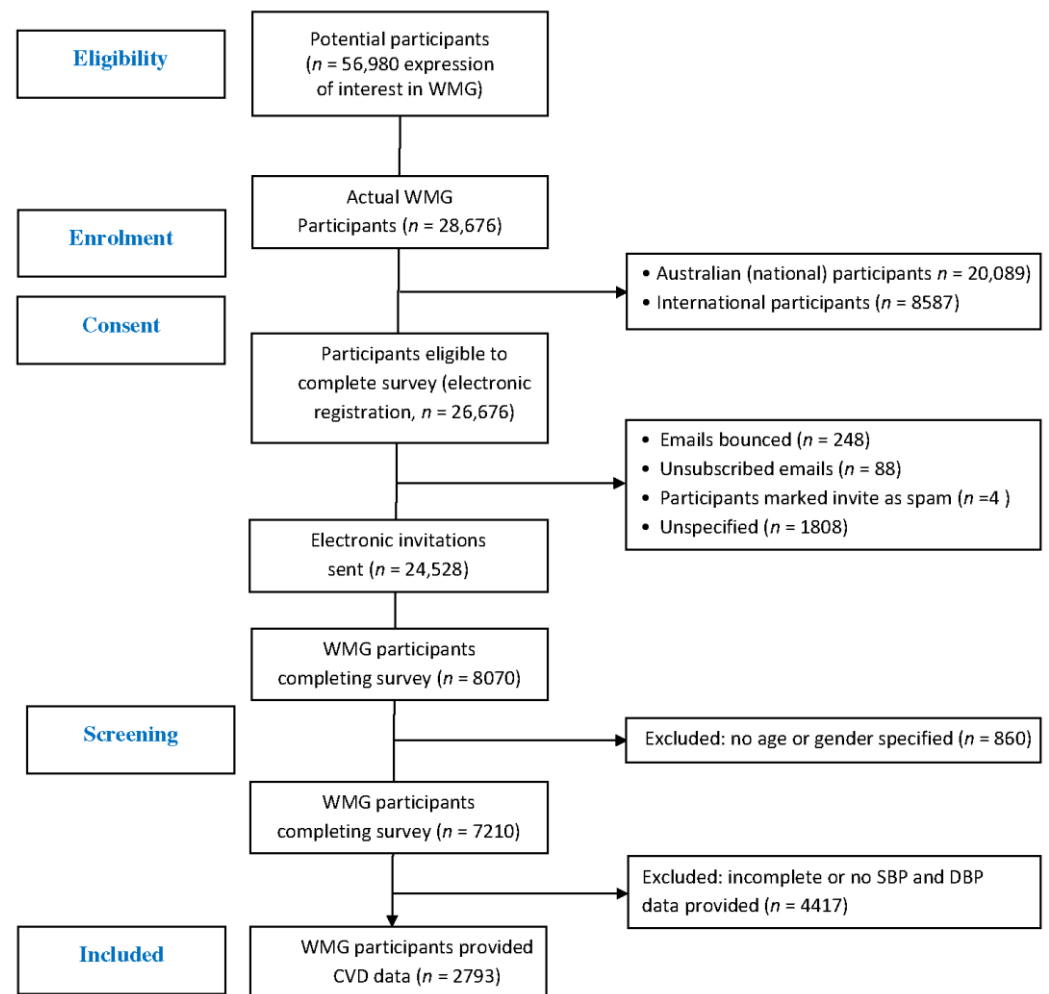 Eligibility
Potential participants
(n = 56,980 expression
of interest in WMG)
Actual WMG
Participants (n = 28,676)
Enrolment
• Australian (national) participants n = 20,089)
• International participants (n = 8587)
Consent
Participants eligible to
complete survey (electronic
registration, n = 26,676)
• Emails bounced (n = 248)
• Unsubscribed emails (n = 88)
• Participants marked invite as spam (n =4 )
• Unspecified (n = 1808)
Electronic invitations
sent (n = 24,528)
WMG participants
completing survey (n = 8070)
Screening
Excluded: no age or gender specified (n = 860)
WMG participants
completing survey (n = 7210)
Excluded: incomplete or no SBP and DBP
data provided (n = 4417)
Included
WMG participants provided
CVD data (n = 2793)